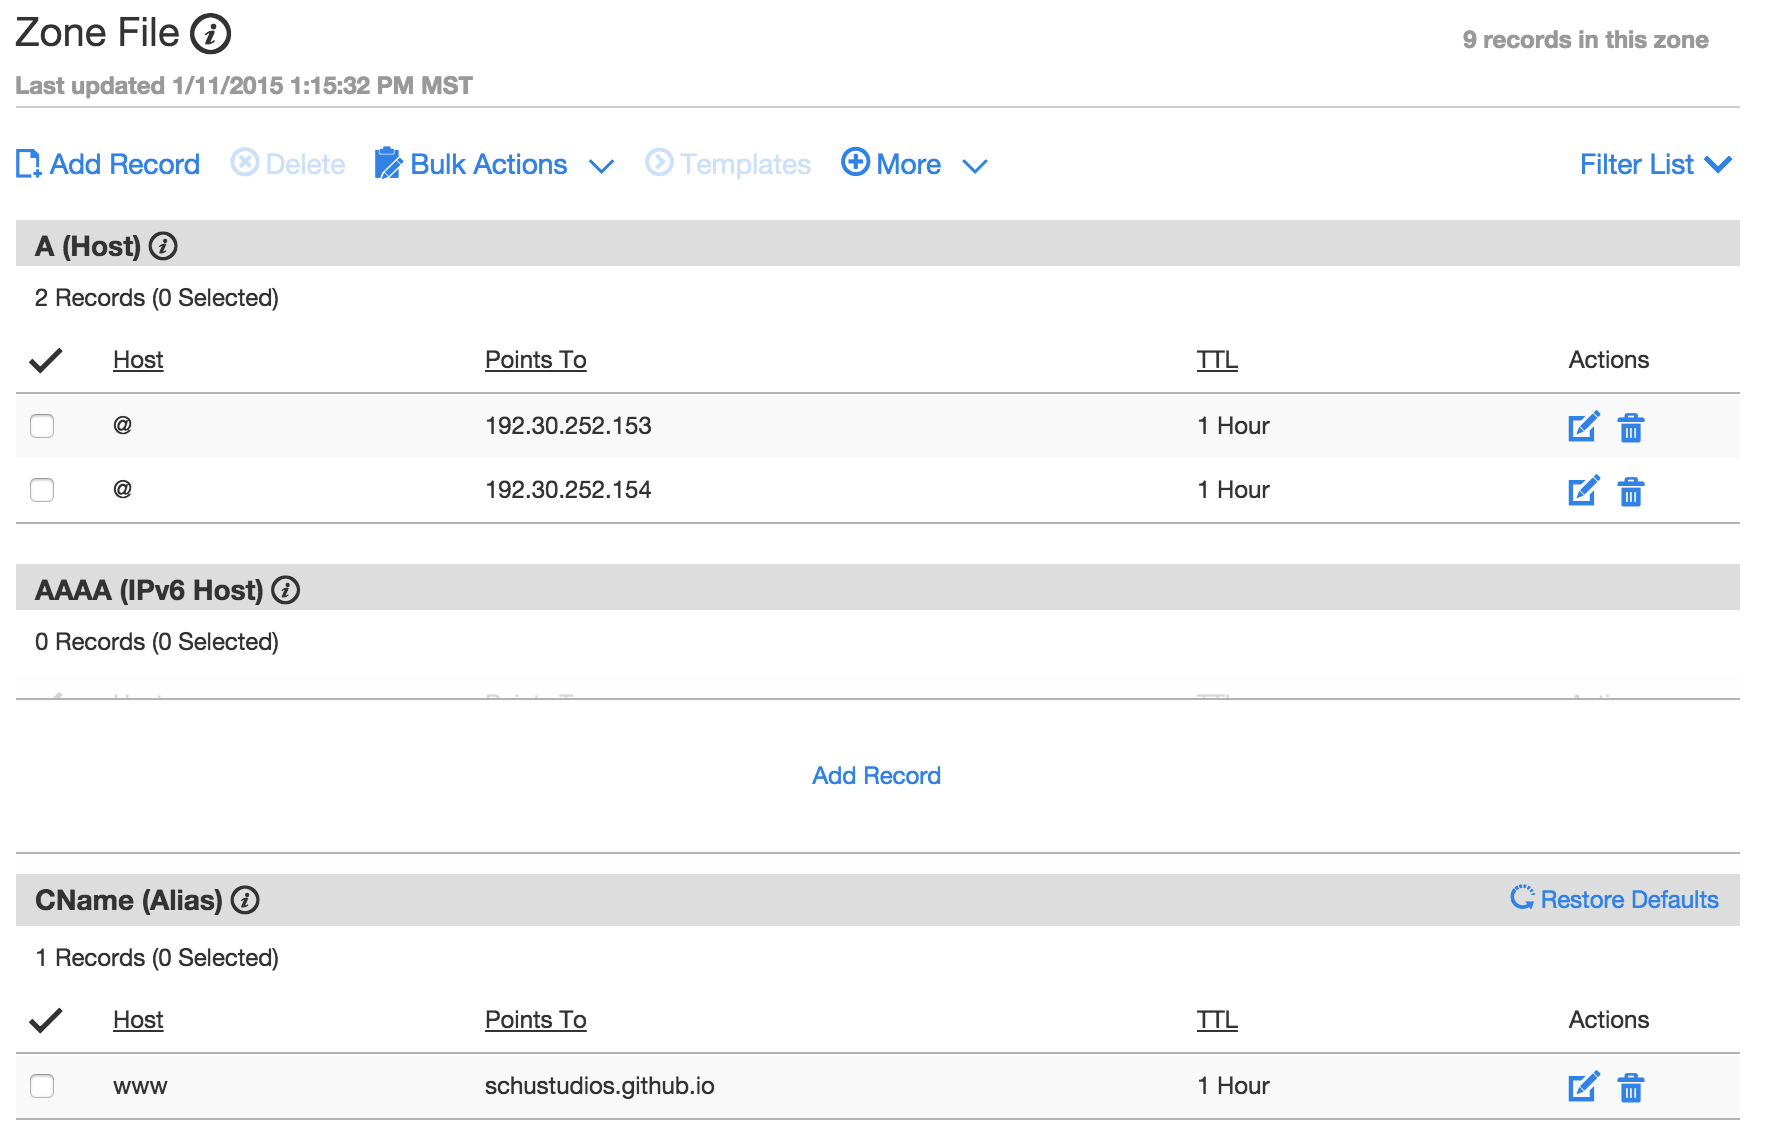 Zone File
9 records in this zone
Last updated 1/11/2015 1:15:32 PM MST
Add Record Delete Bulk Actions Templates More Filter List
A (Host)
2 Records (0 Selected)
Host Points To TTL Actions
@ 192.30.252.153 1 Hour
@ 192.30.252.154 1 Hour
AAAA (IPv6 Host)
0 Records (0 Selected)
Add Record
CName (Alias) Restore Defaults
1 Records (0 Selected)
Host Points To TTL Actions
www schustudios.github.io 1 Hour